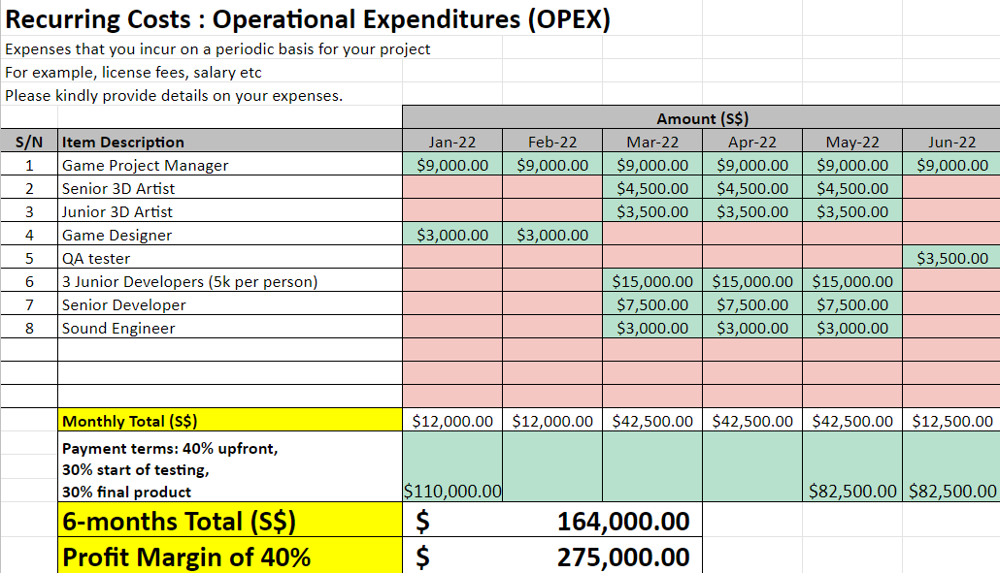 Recurring Costs : Operational Expenditures (OPEX)
Expenses that you incur on a periodic basis for your project
For example, license fees, salary etc
Please kindly provide details on your expenses.
Amount (S$)
S/N Item Description Jan-22 Feb-22 Mar-22 Apr-22 May-22 Jun-22
1 Game Project Manager $9,000.00 $9,000.00 $9,000.00 $9,000.00 $9,000.00 $9,000.00
2 Senior 3D Artist $4,500.00 $4,500.00 $4,500.00
3 Junior 3D Artist $3,500.00 $3,500.00 $3,500.00
4 Game Designer $3,000.00 $3,000.00
5 QA tester $3,500.00
6 3 Junior Developers (5k per person) $15,000.00 $15,000.00 $15,000.00
7 Senior Developer $7,500.00 $7,500.00 $7,500.00
8 Sound Engineer $3,000.00 $3,000.00 $3,000.00
Monthly Total (S$) $12,000.00 $12,000.00 $42,500.00 $42,500.00 $42,500.00 $12,500.00
Payment terms: 40% upfront,
30% start of testing,
30% final product $110,000.00 $82,500.00 $82,500.00
6-months Total (S$) $ 164,000.00
Profit Margin of 40% $ 275,000.00